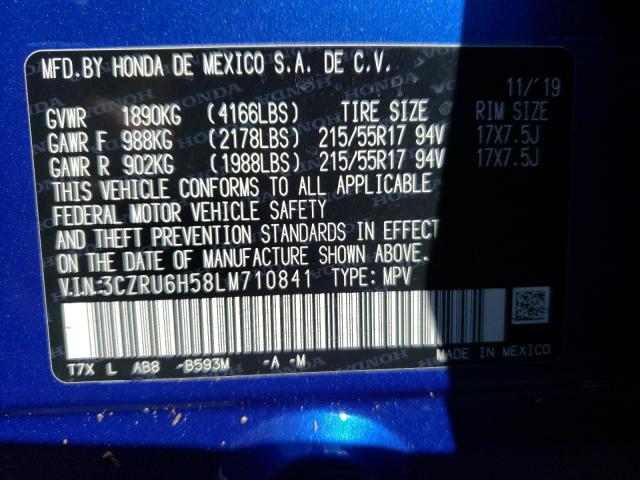 MFD.BY HONDA DE MEXICO S.A. DE C.V.
11/'19
GVWR 1890KG (4166LBS) TIRE SIZE RIM SIZE
GAWR F 988KG (2178LBS) 215/55R17 94V 17X7.5J
GAWR R 902KG (1988LBS) 215/55R17 94V 17X7.5J
THIS VEHICLE CONFORMS TO ALL APPLICABLE
FEDERAL MOTOR VEHICLE SAFETY
AND THEFT PREVENTION STANDARDS IN EFFECT
ON THE DATE OF MANUFACTURE SHOWN ABOVE.
V.I.N:3CZRU6H58LM710841 TYPE: MPV
T7X L AB8 -B593M -A -M
MADE IN MEXICO